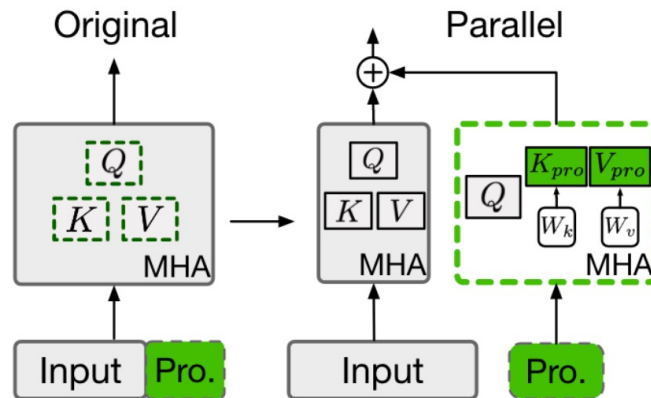 Original
Parallel
Q
K V
MHA
Input Pro.
+
Q
K V
MHA
Q
K_pro V_pro
W_k W_v
MHA
Input
Pro.